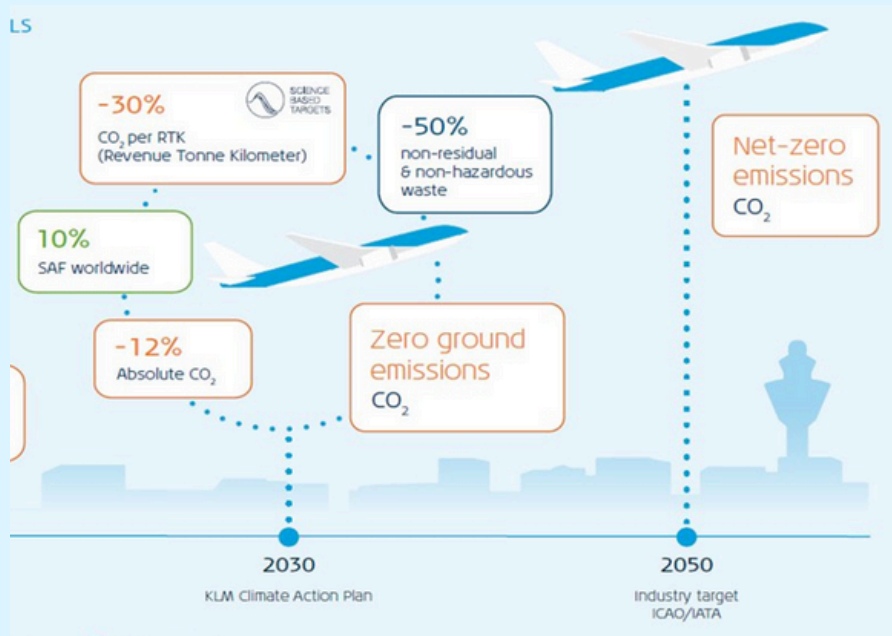 LS
-30%
SCIENCE
BASED
TARGETS
CO₂ per RTK
(Revenue Tonne Kilometer)
-50%
non-residual
& non-hazardous
waste
Net-zero
emissions
CO₂
10%
SAF worldwide
-12%
Absolute CO₂
Zero ground
emissions
CO₂
2030
KLM Climate Action Plan
2050
Industry target
ICAO/IATA